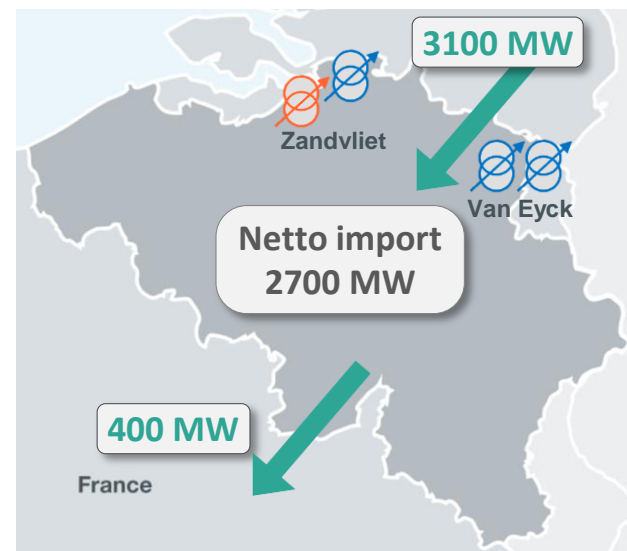 3100 MW
Zandvliet
Van Eyck
Netto import
2700 MW
400 MW
France